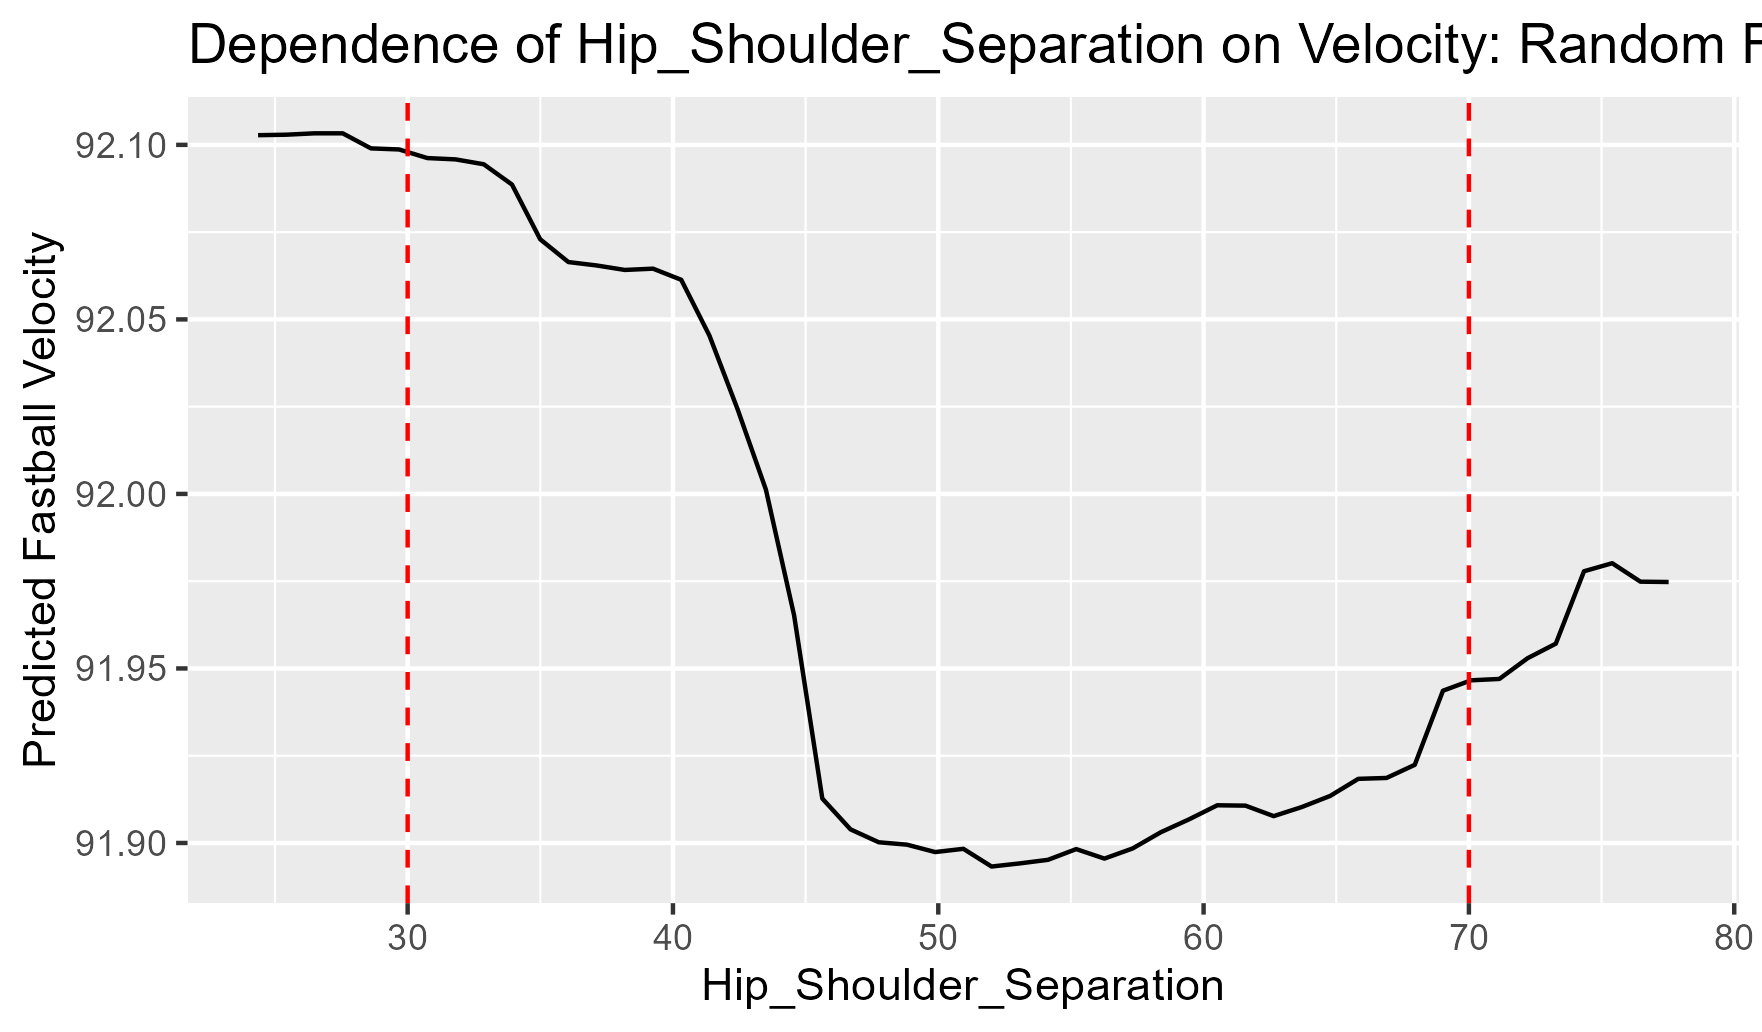 Dependence of Hip_Shoulder_Separation on Velocity: Random
Predicted Fastball Velocity
92.10
92.05
92.00
91.95
91.90
30 40 50 60 70 80
Hip_Shoulder_Separation